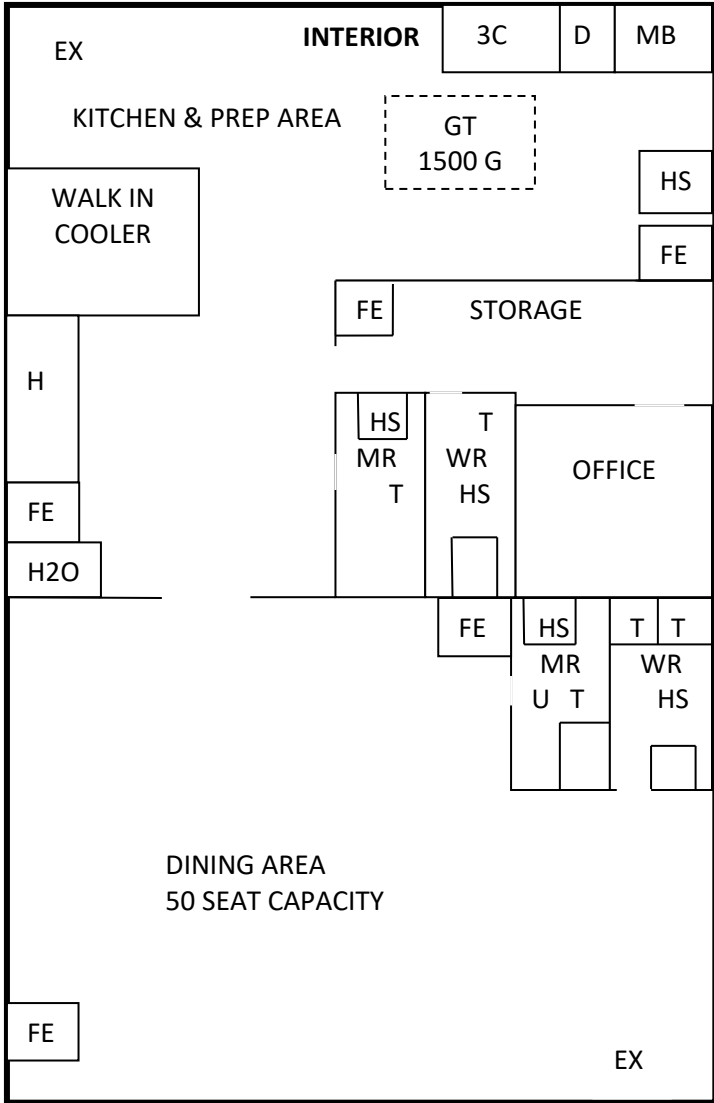 INTERIOR
3C
D
MB
EX
KITCHEN & PREP AREA
GT
1500 G
WALK IN
COOLER
HS
FE
FE
STORAGE
H
HS
MR
T
T
WR
HS
OFFICE
FE
H2O
FE
HS
MR
U T
T T
WR
HS
DINING AREA
50 SEAT CAPACITY
FE
EX